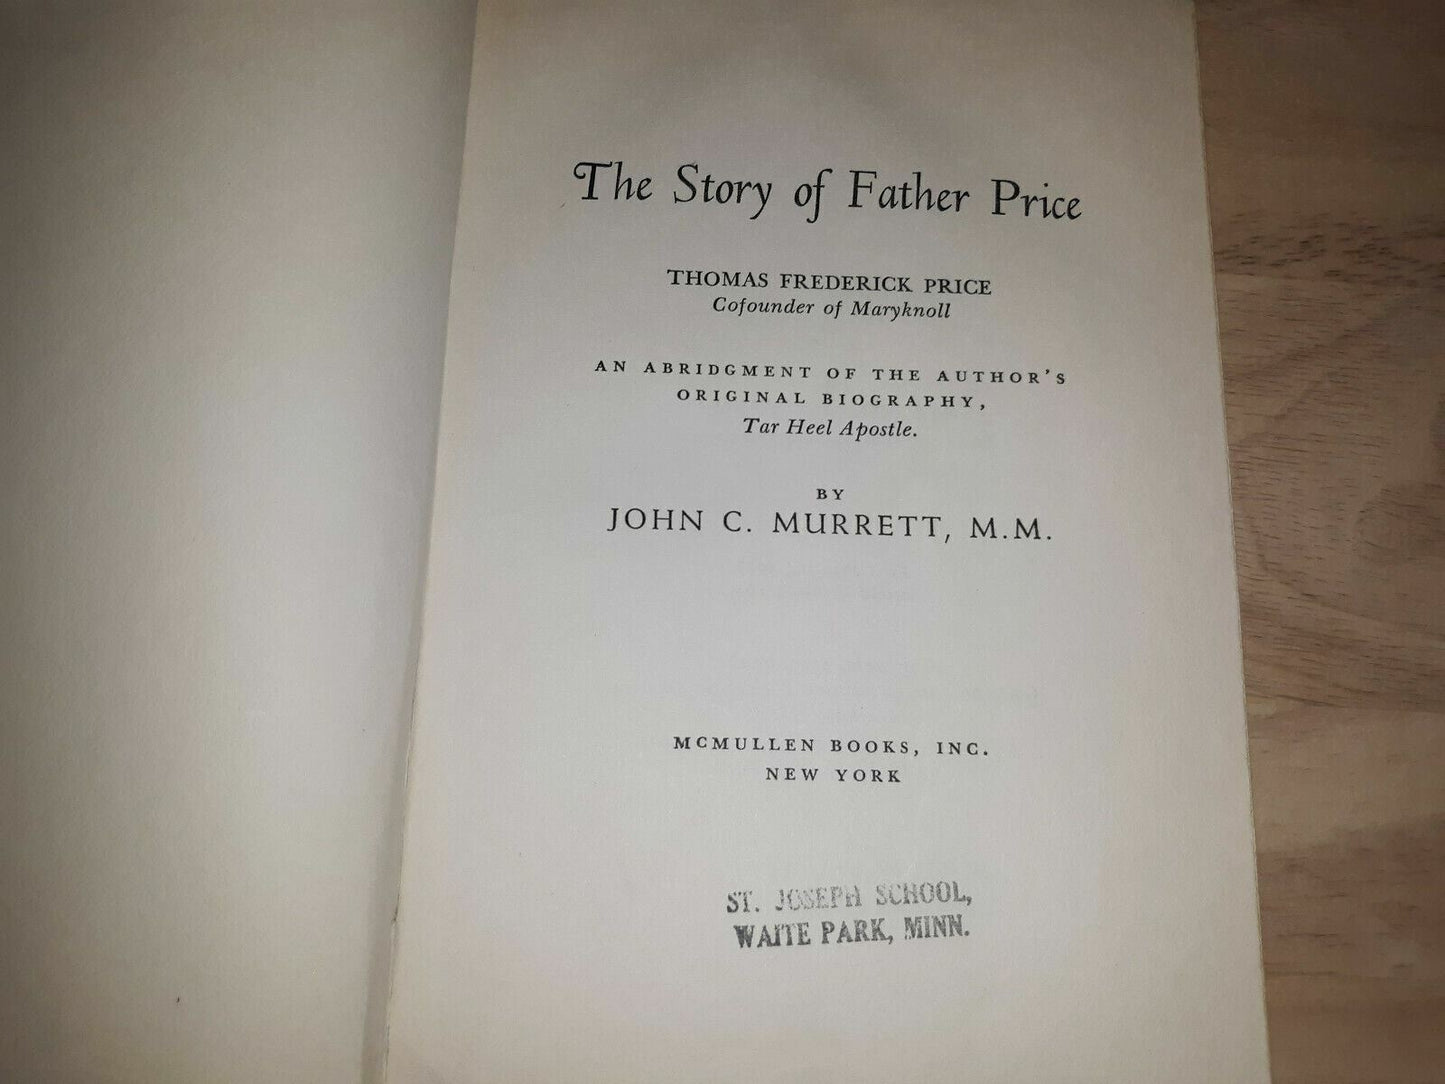 The Story of Father Price
THOMAS FREDERICK PRICE
Cofounder of Maryknoll
AN ABRIDGMENT OF THE AUTHOR'S
ORIGINAL BIOGRAPHY,
Tar Heel Apostle.
BY
JOHN C. MURRETT, M.M.
MCMULLEN BOOKS, INC.
NEW YORK
ST. JOSEPH SCHOOL,
WAITE PARK, MINN.